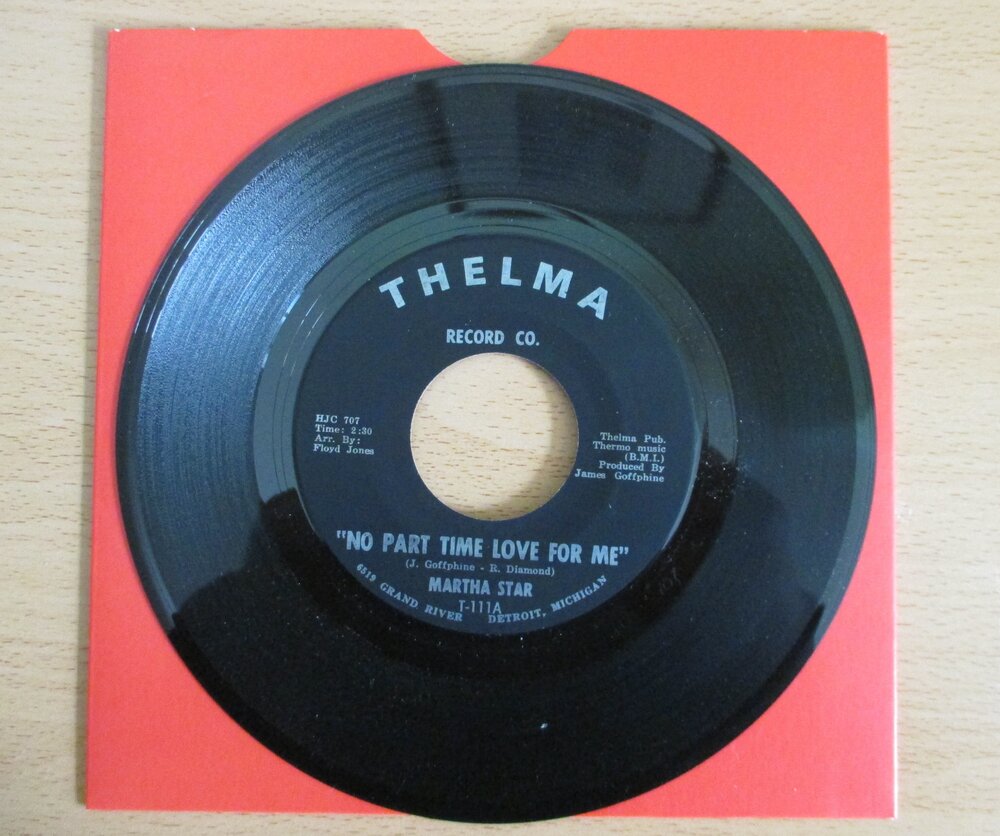 THELMA
RECORD CO.
HJC 707
Time: 2:30
Arr. By:
Floyd Jones
Thelma Pub.
Thermo music
(B.M.I.)
Produced By
James Goffphine
"NO PART TIME LOVE FOR ME"
(J. Goffphine - R. Diamond)
MARTHA STAR
T-111A
6519 GRAND RIVER DETROIT, MICHIGAN